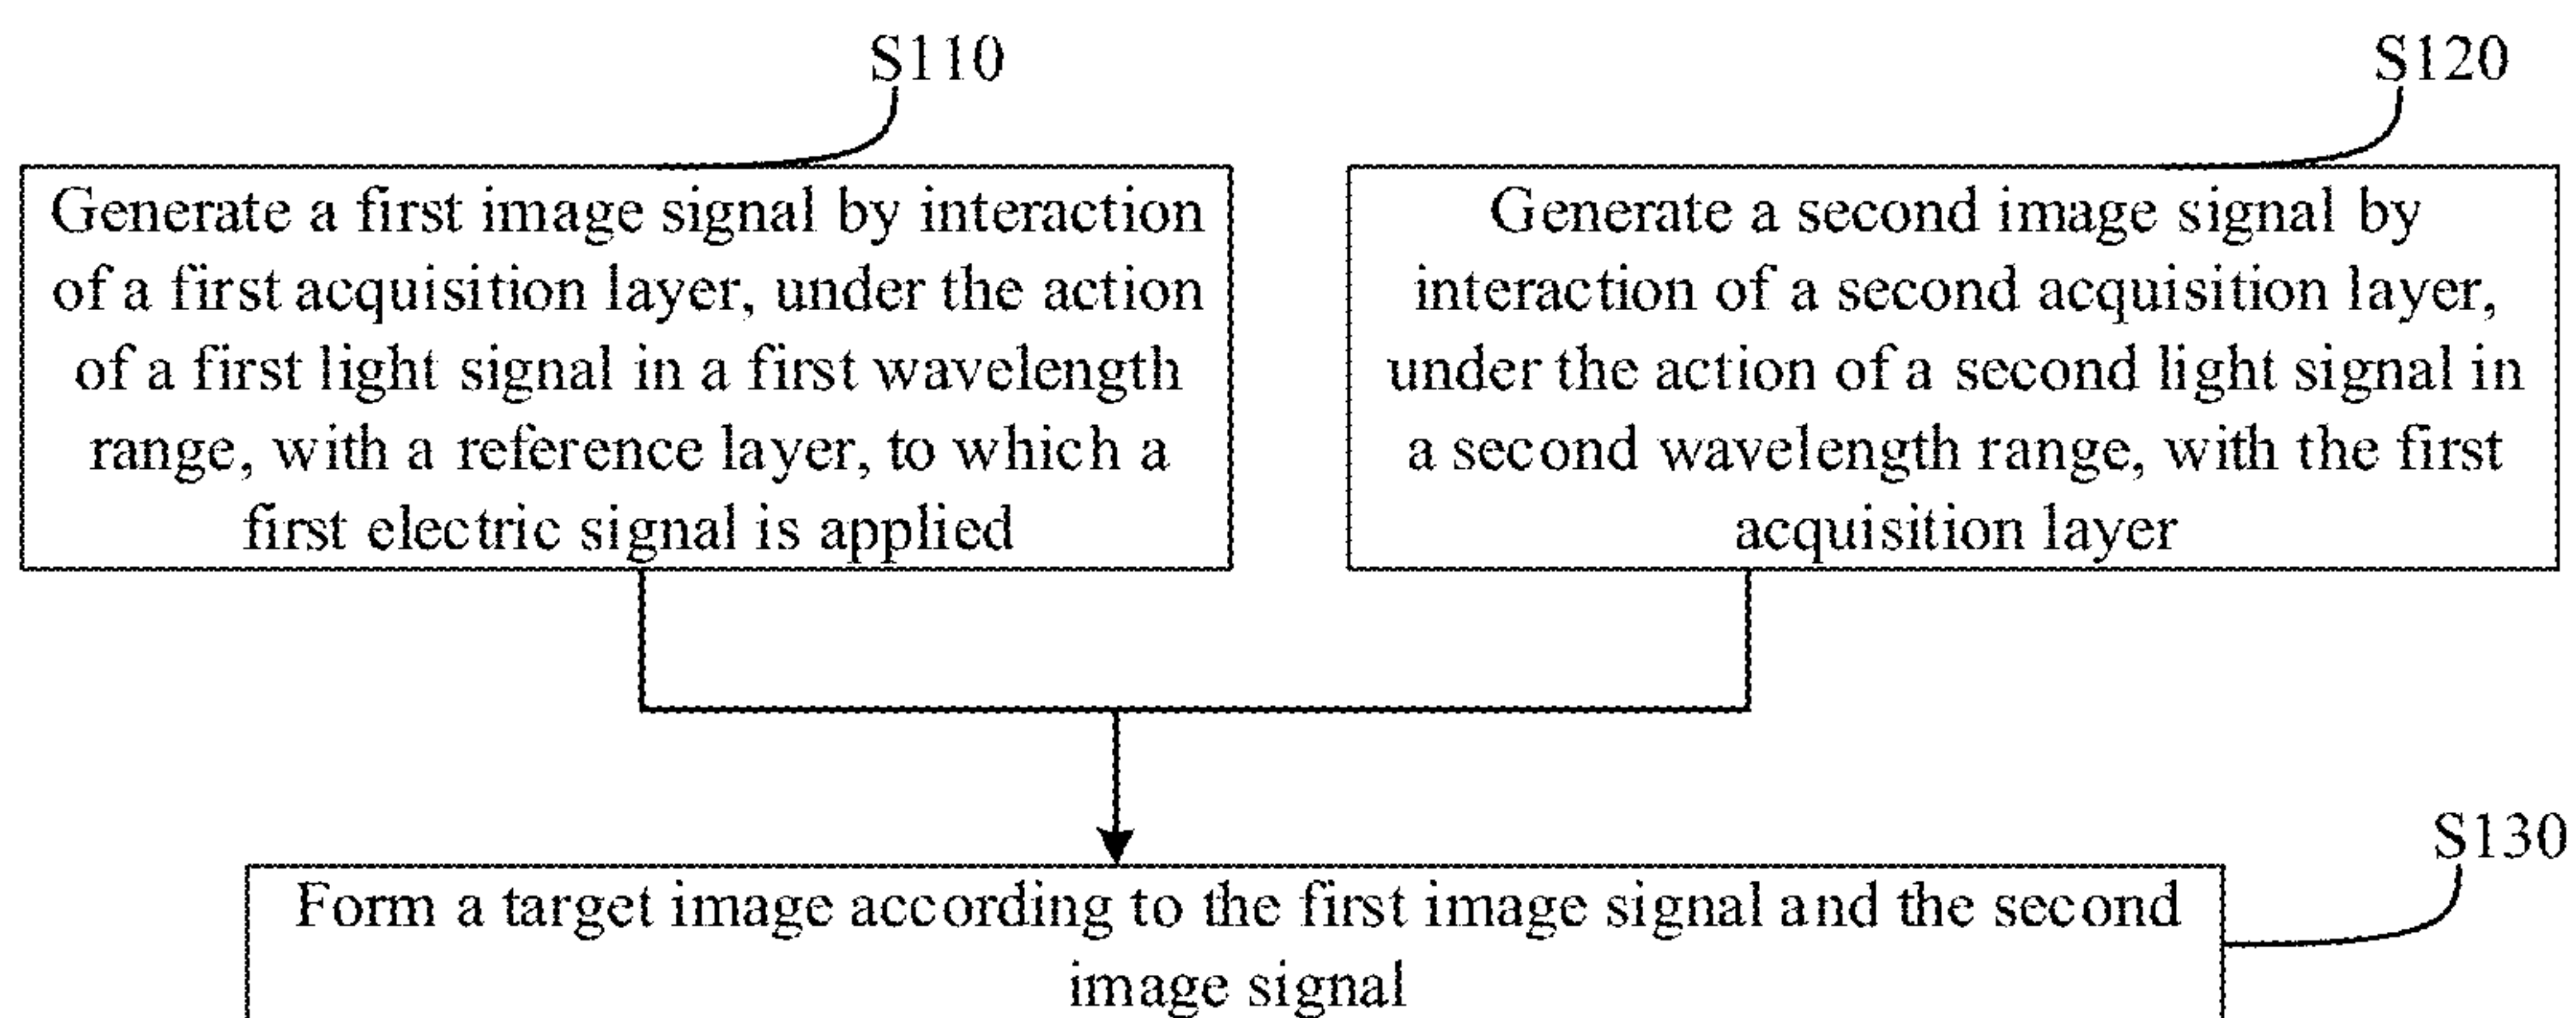 S110
Generate a first image signal by interaction
of a first acquisition layer, under the action
of a first light signal in a first wavelength
range, with a reference layer, to which a
first electric signal is applied
S120
Generate a second image signal by
interaction of a second acquisition layer,
under the action of a second light signal in
a second wavelength range, with the first
acquisition layer
S130
Form a target image according to the first image signal and the second
image signal